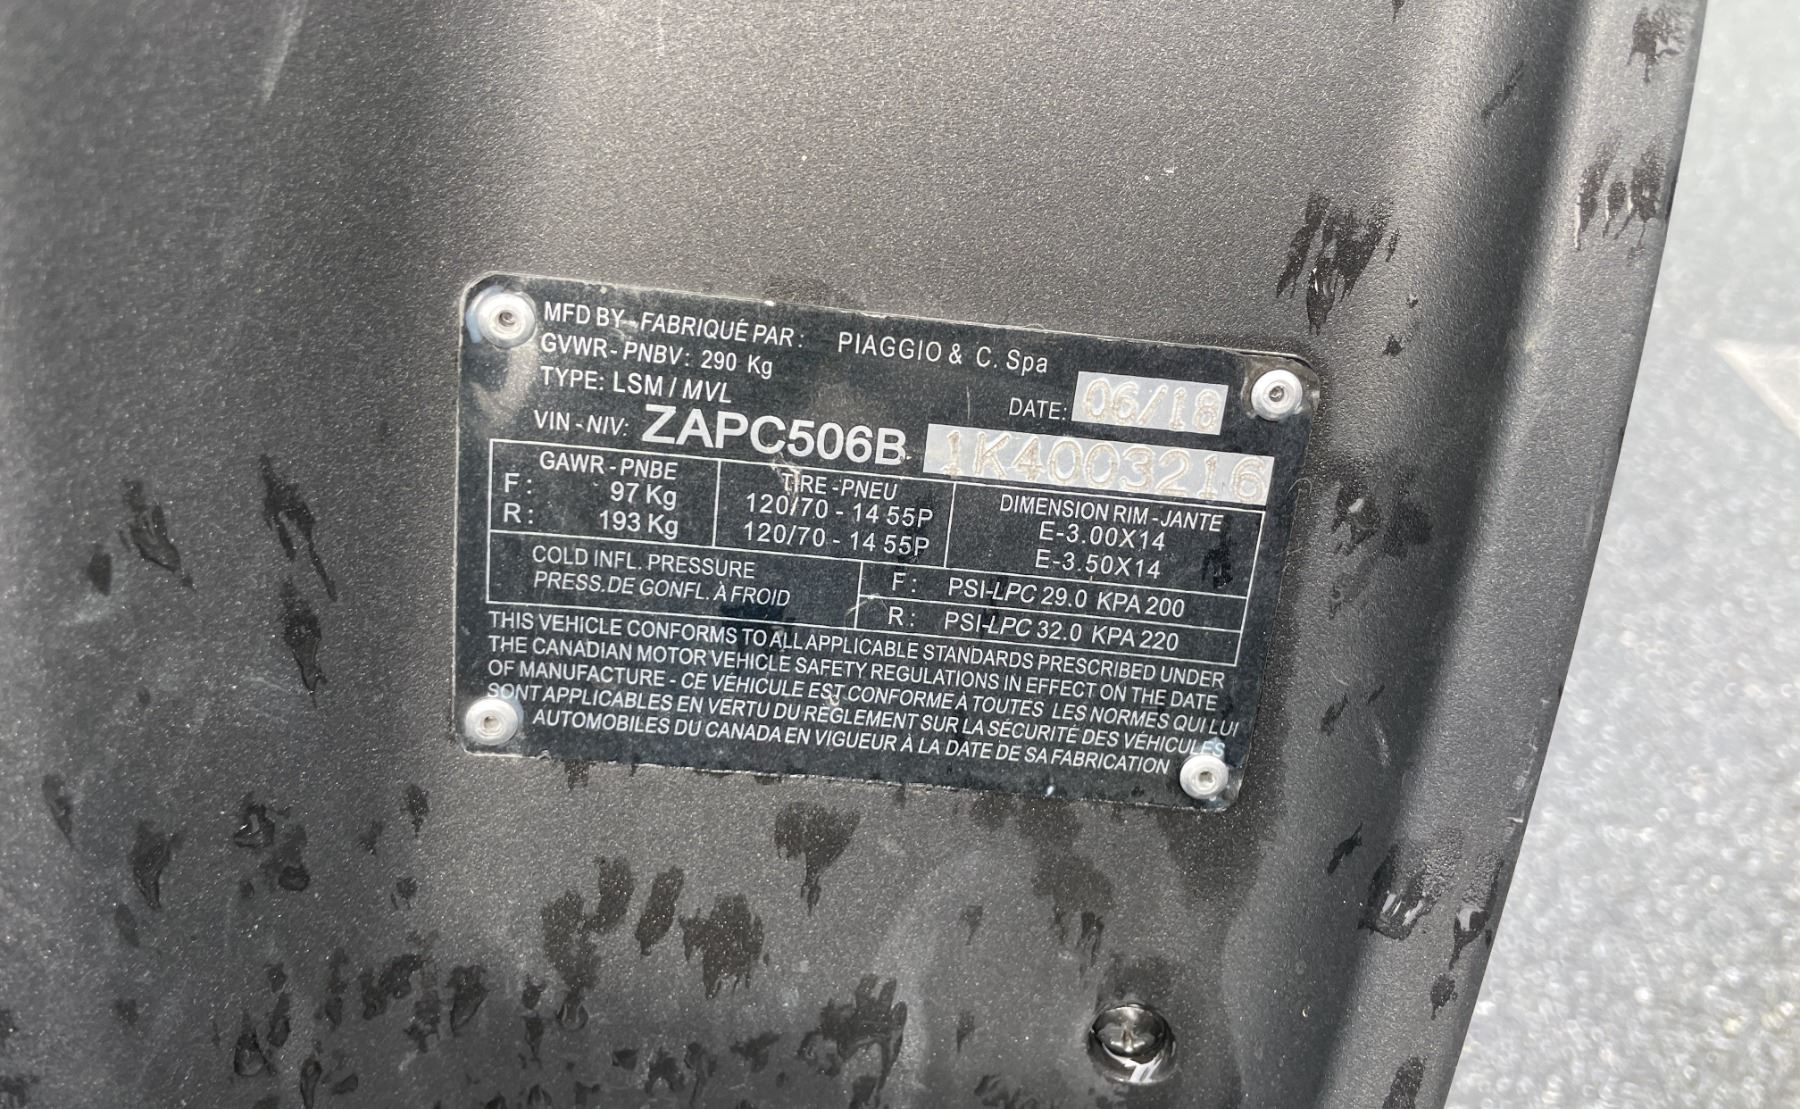 MFD BY - FABRIQUÉ PAR : PIAGGIO & C. Spa
GVWR - PNBV : 290 Kg
TYPE: LSM / MVL
DATE: 06/18
VIN - NIV: ZAPC506B 1K4003216
GAWR - PNBE
F : 97 Kg
R : 193 Kg
TIRE - PNEU
120/70 - 14 55P
120/70 - 14 55P
DIMENSION RIM - JANTE
E-3.00X14
E-3.50X14
COLD INFL. PRESSURE
PRESS.DE GONFL. À FROID
F : PSI-LPC 29.0 KPA 200
R : PSI-LPC 32.0 KPA 220
THIS VEHICLE CONFORMS TO ALL APPLICABLE STANDARDS PRESCRIBED UNDER
THE CANADIAN MOTOR VEHICLE SAFETY REGULATIONS IN EFFECT ON THE DATE
OF MANUFACTURE - CE VÉHICULE EST CONFORME À TOUTES LES NORMES QUI LUI
SONT APPLICABLES EN VERTU DU RÈGLEMENT SUR LA SÉCURITÉ DES VÉHICULES
AUTOMOBILES DU CANADA EN VIGUEUR À LA DATE DE SA FABRICATION